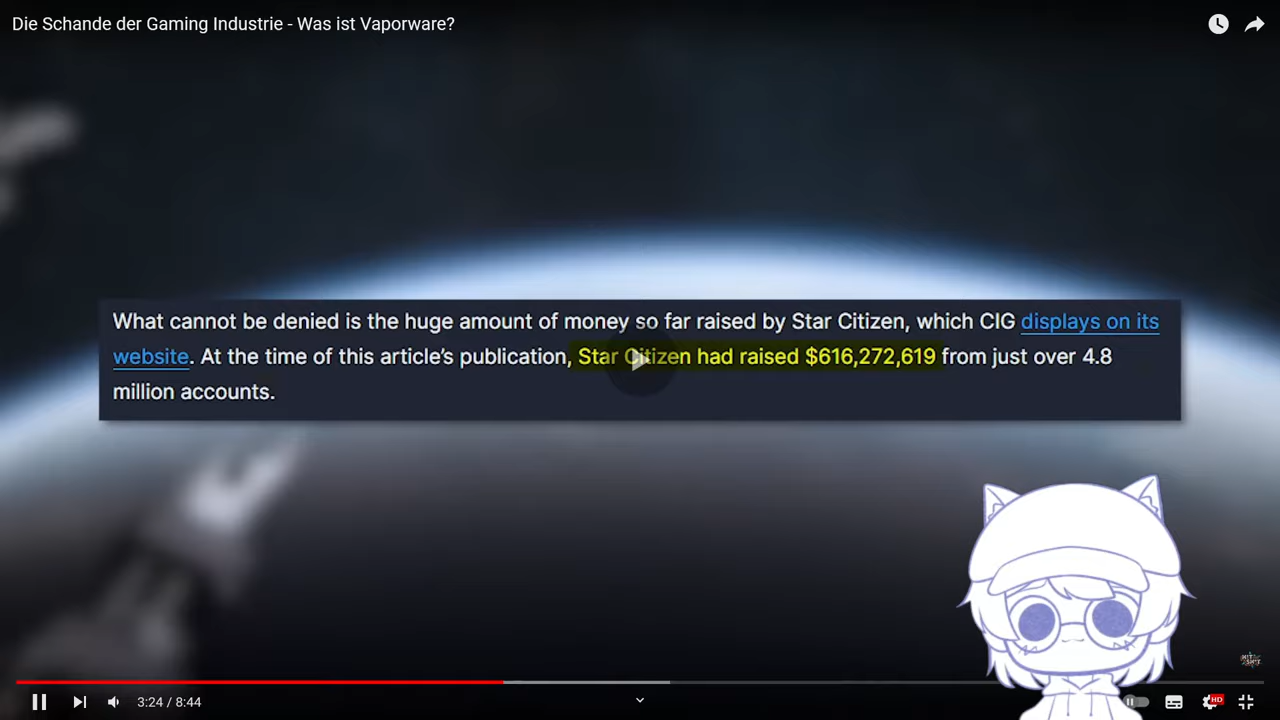 Die Schande der Gaming Industrie - Was ist Vaporware?
What cannot be denied is the huge amount of money so far raised by Star Citizen, which CIG displays on its
website. At the time of this article's publication, Star Citizen had raised $616,272,619 from just over 4.8
million accounts.
3:24 / 8:44
HD